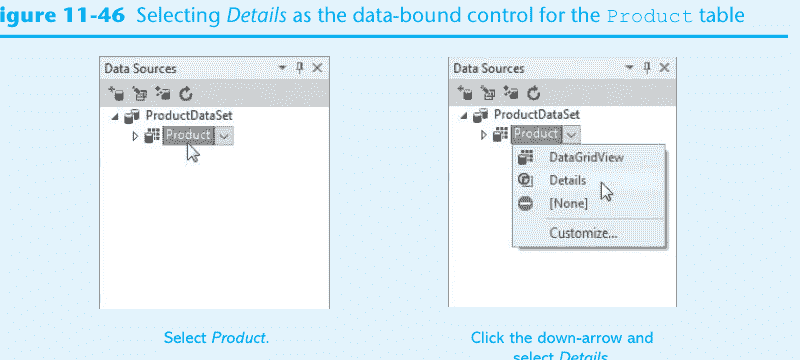 igure 11-46 Selecting Details as the data-bound control for the Product table
Data Sources
ProductDataSet
Product
Select Product.
Data Sources
ProductDataSet
Product
DataGridView
Details
[None]
Customize...
Click the down-arrow and
select Details.